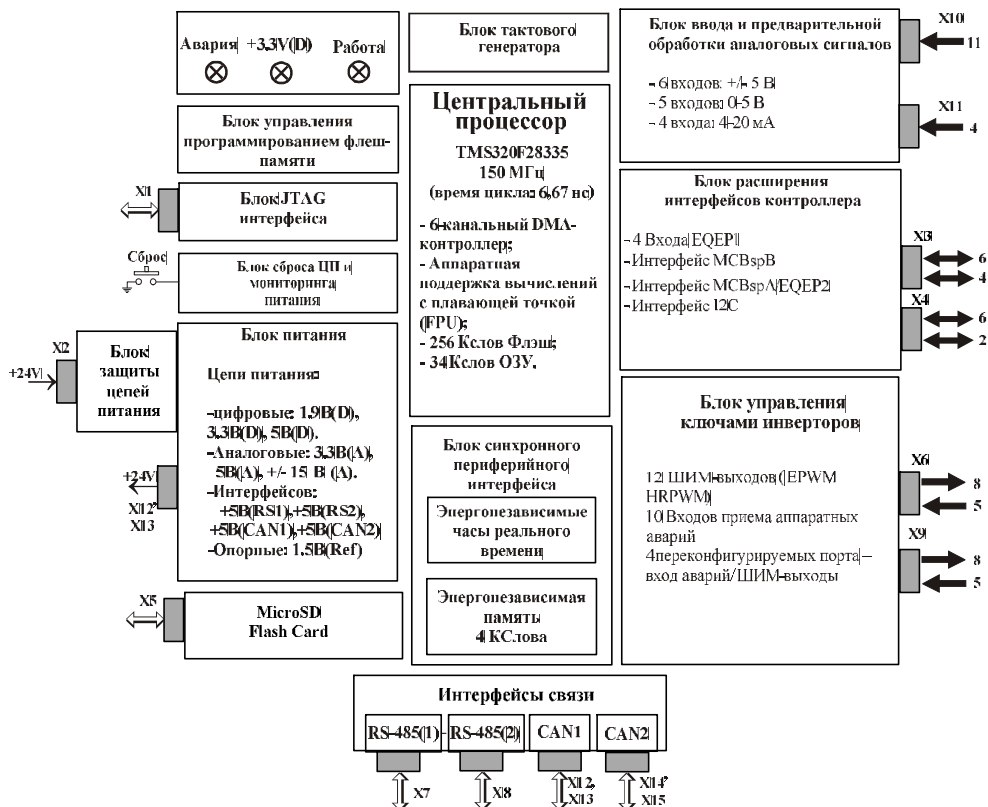 Авария +3.3V(D) Работа
Блок управления
программированием флеш-
памяти
X1
Блок JTAG
интерфейса
Сброс
Блок сброса ЦП и
мониторинга
питания
X2
+24V
Блок
защиты
цепей
питания
Блок питания
Цепи питания:
-цифровые: 1.9В(D),
3.3В(D), 5В(D).
-Аналоговые: 3.3В(A),
5В(A), +/- 15 В (A).
-Интерфейсов:
+5В(RS1),+5В(RS2),
+5В(CAN1),+5В(CAN2)
-Опорные: 1.5В(Ref)
+24V
X12,
X13
X5
MicroSD
Flash Card
Блок тактового
генератора
Центральный
процессор
TMS320F28335
150 МГц
(время цикла: 6,67 нс)
- 6-канальный DMA-
контроллер;
- Аппаратная
поддержка вычислений
с плавающей точкой
(FPU);
- 256 Кслов Флэш;
- 34 Кслов ОЗУ.
Блок синхронного
периферийного
интерфейса
Энергонезависимые
часы реального
времени
Энергонезависимая
память
4 КСлова
Блок ввода и предварительной
обработки аналоговых сигналов
- 6 входов: +/- 5 В
- 5 входов: 0-5 В
- 4 входа: 4-20 мА
X10
11
X11
4
Блок расширения
интерфейсов контроллера
- 4 Входа EQEP1
- Интерфейс MCBspB
- Интерфейс MCBspA/EQEP2
- Интерфейс I2C
X3
6
4
X4
6
2
Блок управления
ключами инверторов
12 ШИМ-выходов (EPWM
HRPWM)
10 Входов приема аппаратных
аварий
4переконфигурируемых порта –
вход аварий/ШИМ-выходы
X6
8
5
X9
8
5
Интерфейсы связи
RS-485(1) - RS-485(2) CAN1 CAN2
X7 X8 X12, X14,
X13 X15